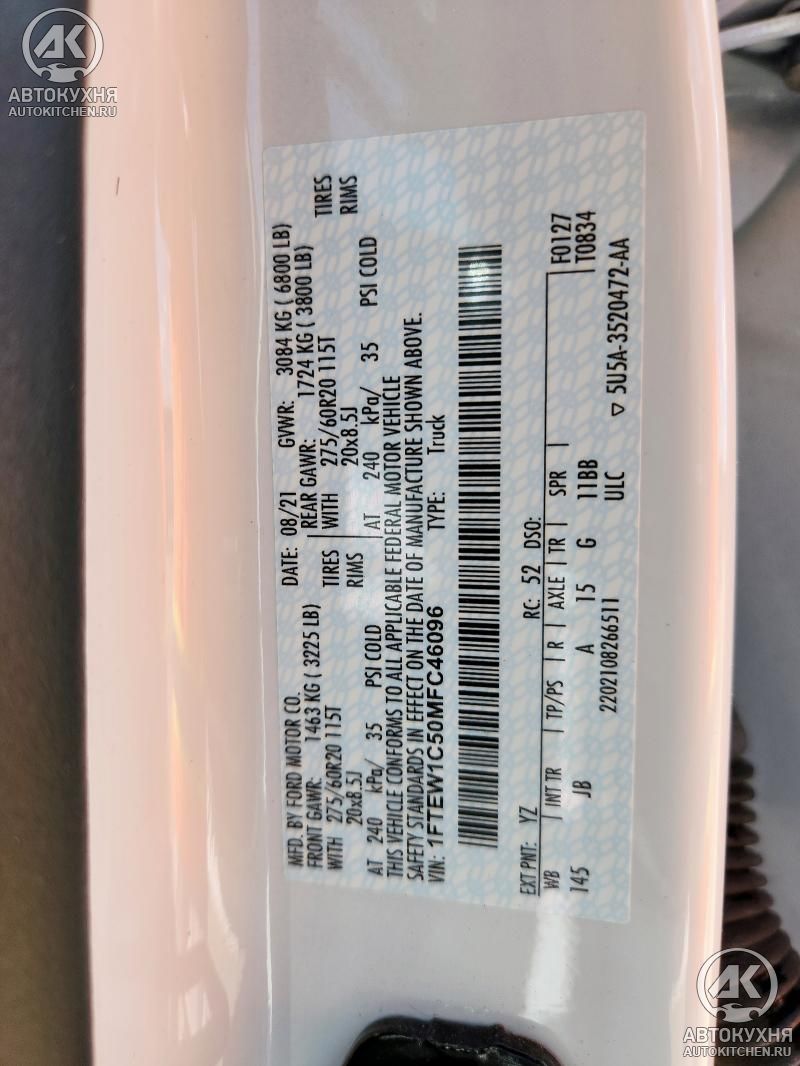 AK
АВТОКУХНЯ
AUTOKITCHEN.RU
MFD. BY FORD MOTOR CO. DATE: 08/21 GVWR: 3084 KG ( 6800 LB)
FRONT GAWR: 1463 KG ( 3225 LB) REAR GAWR: 1724 KG ( 3800 LB)
WITH 275/60R20 115T TIRES WITH 275/60R20 115T TIRES
20x8.5J RIMS 20x8.5J RIMS
AT 240 kPa/ 35 PSI COLD AT 240 kPa/ 35 PSI COLD
THIS VEHICLE CONFORMS TO ALL APPLICABLE FEDERAL MOTOR VEHICLE
SAFETY STANDARDS IN EFFECT ON THE DATE OF MANUFACTURE SHOWN ABOVE.
VIN: 1FTEW1C50MFC46096 TYPE: Truck
EXT PNT: YZ RC: 52 DSO: F0127
WB INT TR TP/PS R AXLE TR SPR T0834
145 JB A 15 G 11BB
2202108266511 ULC ▽ 5U5A-3520472-AA
AK
АВТОКУХНЯ
AUTOKITCHEN.RU